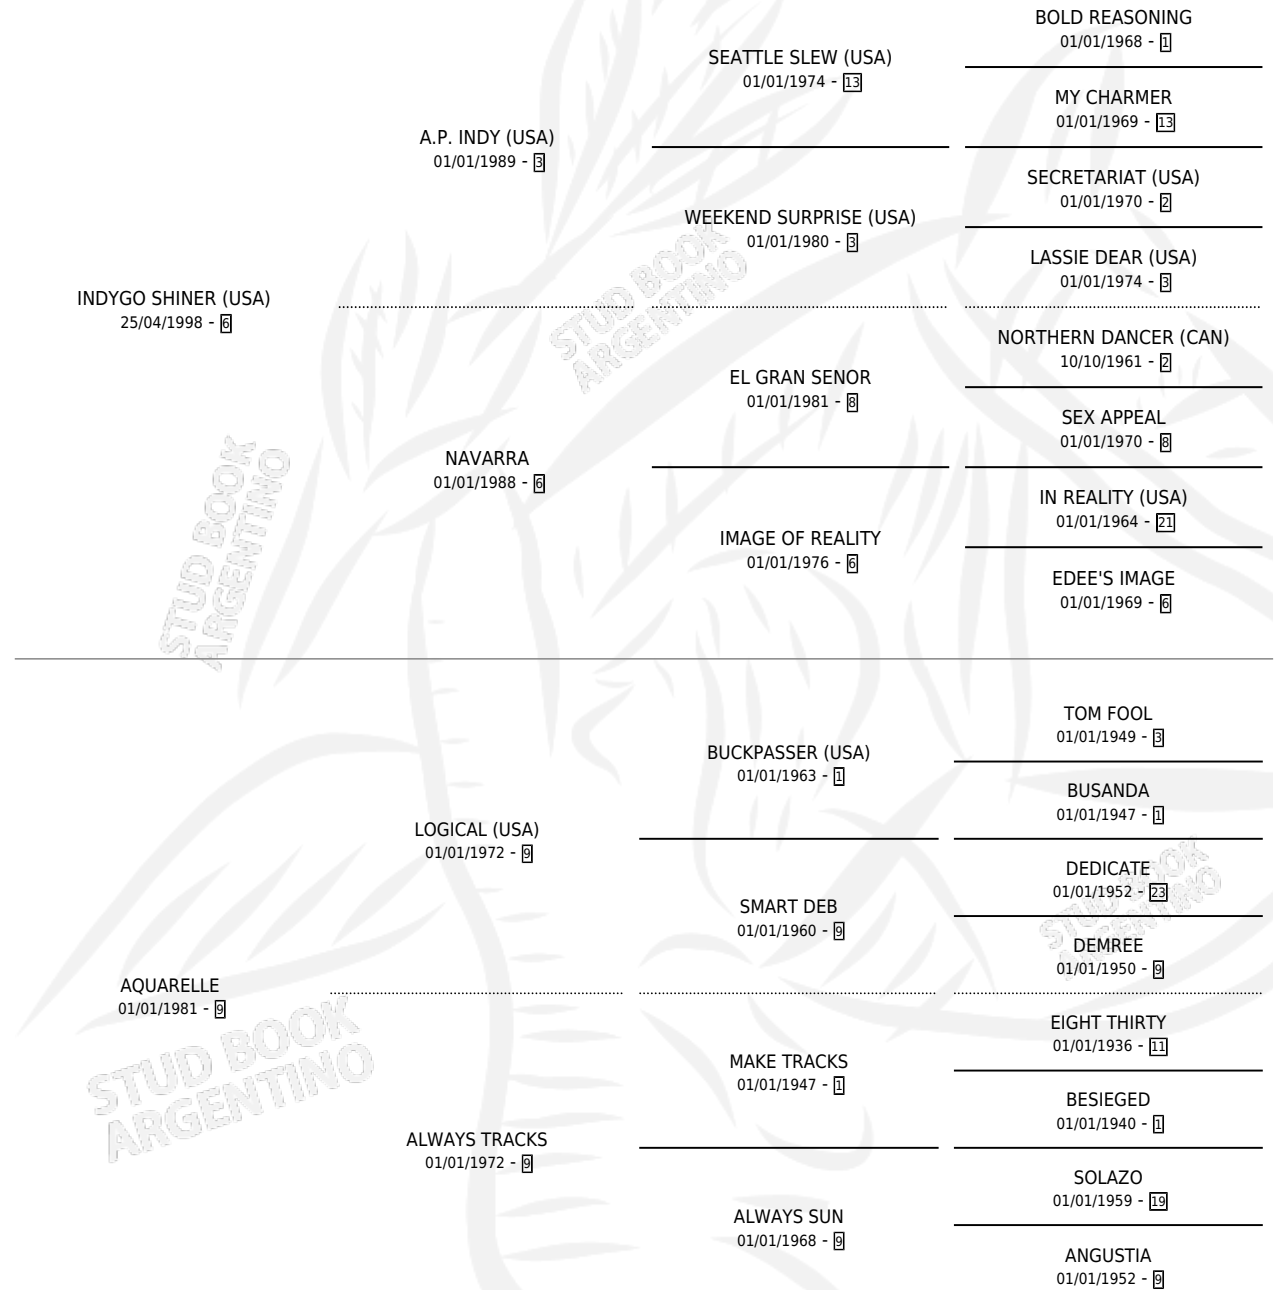 BOLD REASONING
01/01/1968 - 1
SEATTLE SLEW (USA)
01/01/1974 - 13
MY CHARMER
01/01/1969 - 13
A.P. INDY (USA)
01/01/1989 - 3
SECRETARIAT (USA)
01/01/1970 - 2
WEEKEND SURPRISE (USA)
01/01/1980 - 3
LASSIE DEAR (USA)
01/01/1974 - 3
INDYGO SHINER (USA)
25/04/1998 - 6
NORTHERN DANCER (CAN)
10/10/1961 - 2
EL GRAN SENOR
01/01/1981 - 8
SEX APPEAL
01/01/1970 - 8
NAVARRA
01/01/1988 - 6
IN REALITY (USA)
01/01/1964 - 21
IMAGE OF REALITY
01/01/1976 - 6
EDEE'S IMAGE
01/01/1969 - 6
STUD BOOK
ARGENTINO
STUD BOOK
ARGENTINO
TOM FOOL
01/01/1949 - 3
BUCKPASSER (USA)
01/01/1963 - 1
BUSANDA
01/01/1947 - 1
LOGICAL (USA)
01/01/1972 - 9
DEDICATE
01/01/1952 - 23
SMART DEB
01/01/1960 - 9
DEMREE
01/01/1950 - 9
AQUARELLE
01/01/1981 - 9
EIGHT THIRTY
01/01/1936 - 11
MAKE TRACKS
01/01/1947 - 1
BESIEGED
01/01/1940 - 1
ALWAYS TRACKS
01/01/1972 - 9
SOLAZO
01/01/1959 - 19
ALWAYS SUN
01/01/1968 - 9
ANGUSTIA
01/01/1952 - 9
STUD BOOK
ARGENTINO
STUD BOOK
ARGENTINO